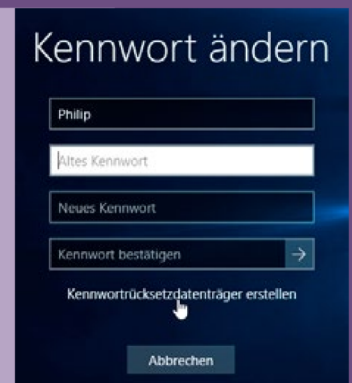 Kennwort ändern
Philip
Altes Kennwort
Neues Kennwort
Kennwort bestätigen
Kennwortrücksetzdatenträger erstellen
Abbrechen